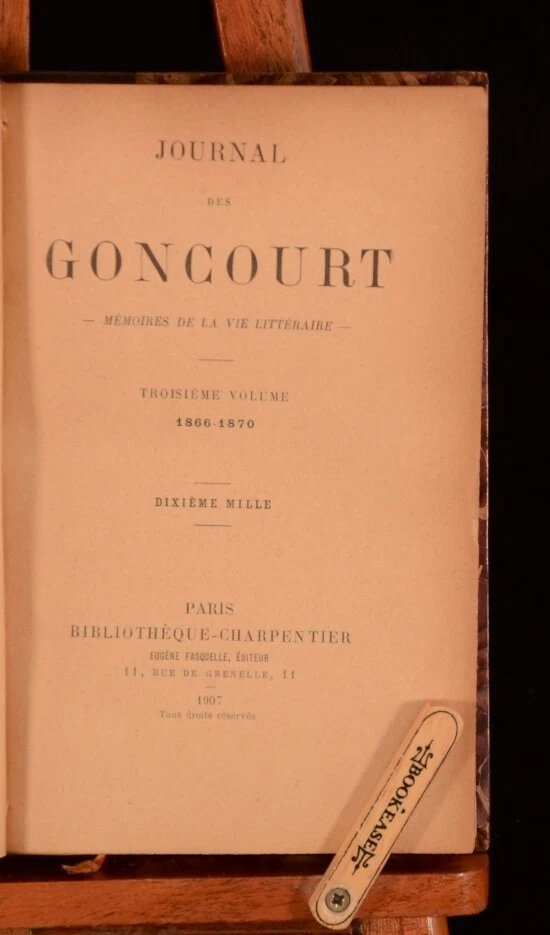 JOURNAL
DES
GONCOURT
— MÉMOIRES DE LA VIE LITTÉRAIRE —
TROISIÈME VOLUME
1866-1870
DIXIÈME MILLE
PARIS
BIBLIOTHÈQUE-CHARPENTIER
EUGÈNE FASQUELLE, ÉDITEUR
11, RUE DE GRENELLE, 11
1907
Tous droits réservés
BOOKEASE